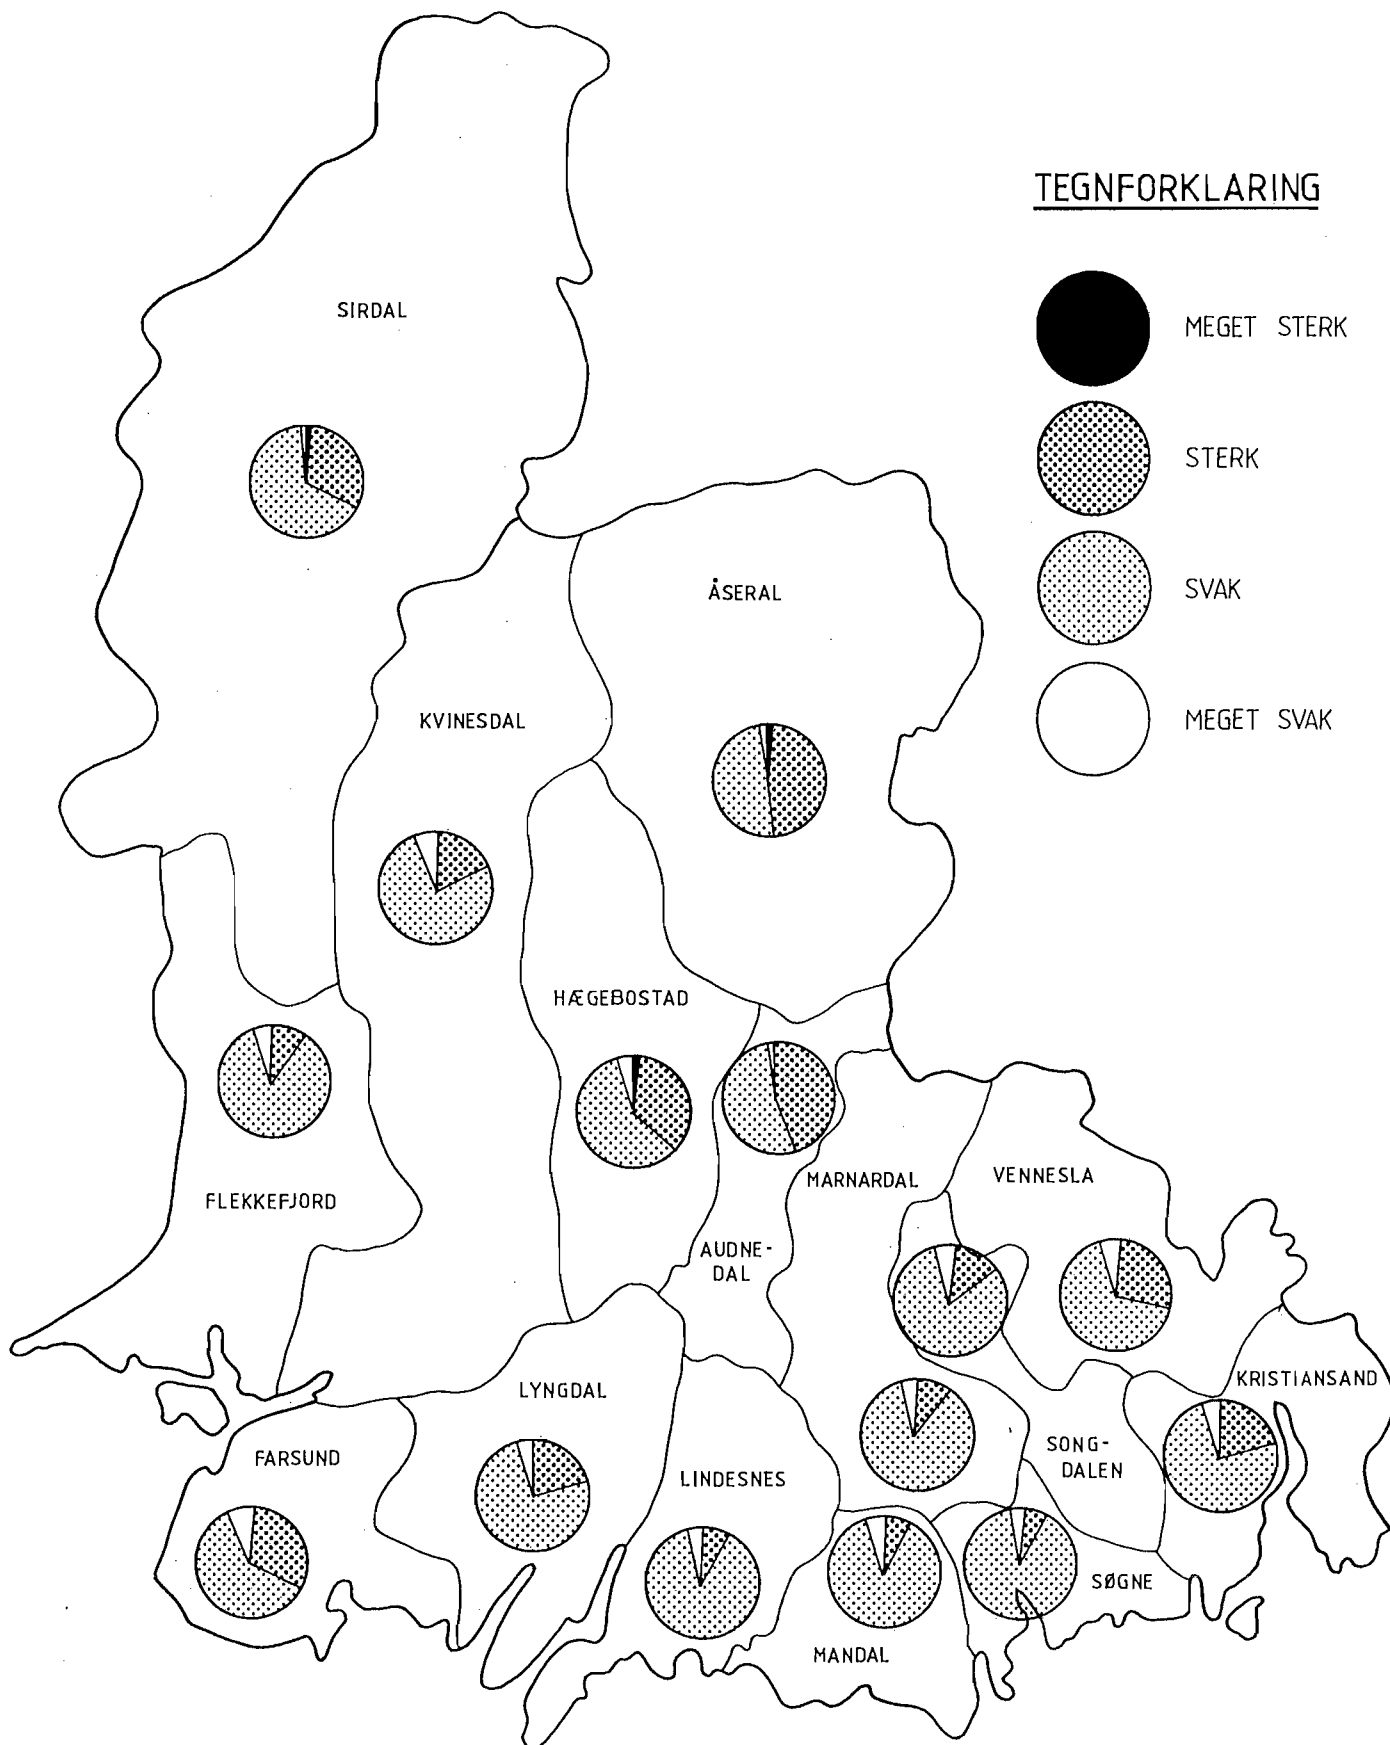 TEGNFORKLARING
MEGET STERK
STERK
SVAK
MEGET SVAK
SIRDAL
ÅSERAL
KVINESDAL
HÆGEBOSTAD
FLEKKEFJORD
MARNARDAL
VENNESLA
AUDNE-
DAL
KRISTIANSAND
LYNGDAL
FARSUND
LINDESNES
SONG-
DALEN
SØGNE
MANDAL